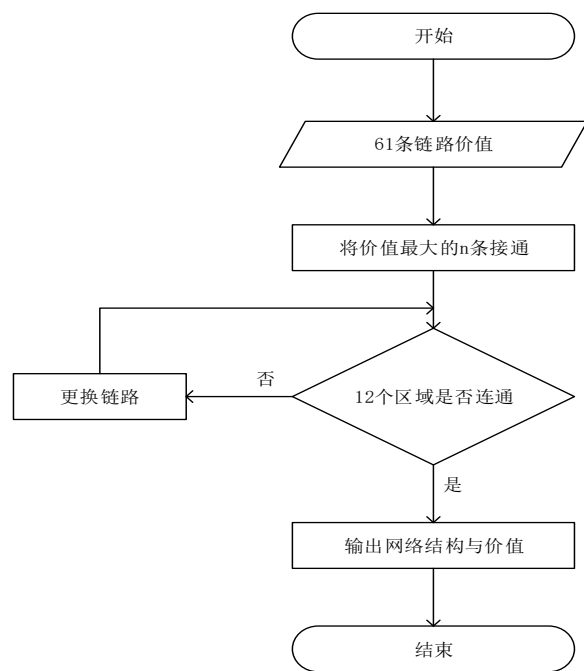 开始
61条链路价值
将价值最大的n条接通
12个区域是否连通
否
更换链路
是
输出网络结构与价值
结束